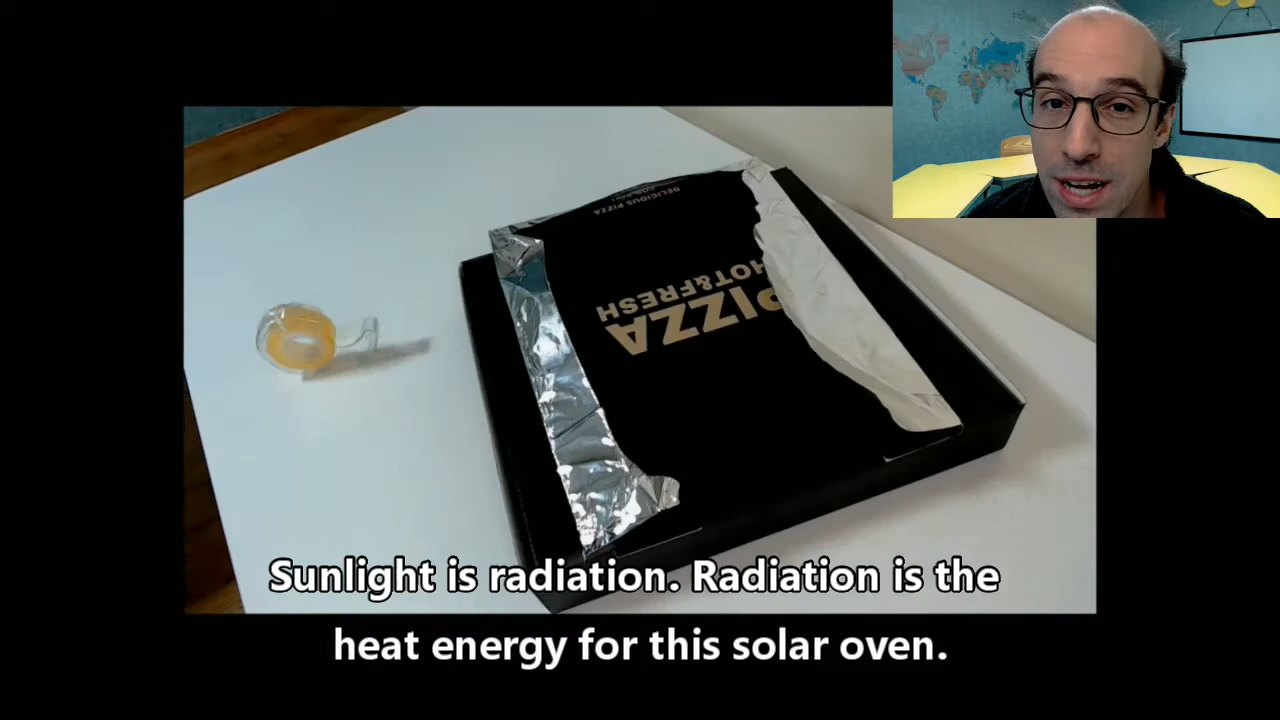 DELICIOUS PIZZA
PIZZA
HOT&FRESH
Sunlight is radiation. Radiation is the
heat energy for this solar oven.